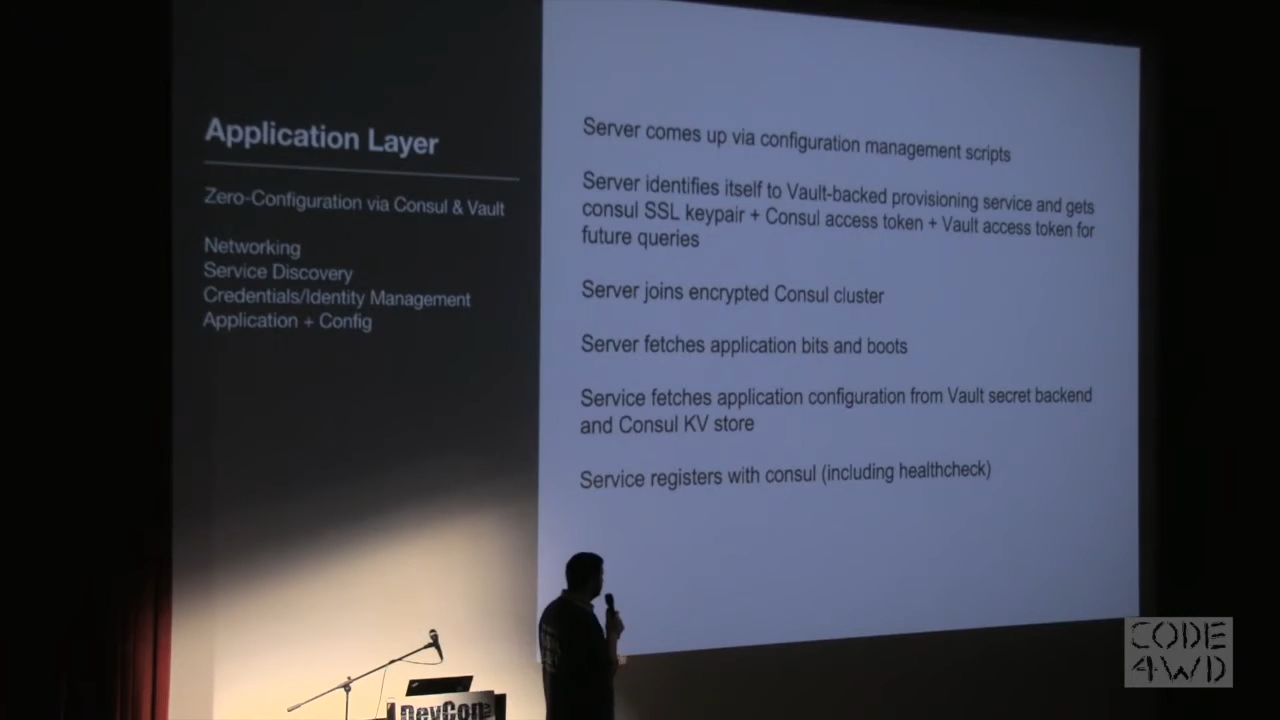 Application Layer
Zero-Configuration via Consul & Vault
Networking
Service Discovery
Credentials/Identity Management
Application + Config
Server comes up via configuration management scripts
Server identifies itself to Vault-backed provisioning service and gets
consul SSL keypair + Consul access token + Vault access token for
future queries
Server joins encrypted Consul cluster
Server fetches application bits and boots
Service fetches application configuration from Vault secret backend
and Consul KV store
Service registers with consul (including healthcheck)
DevCon
CODE
4WD